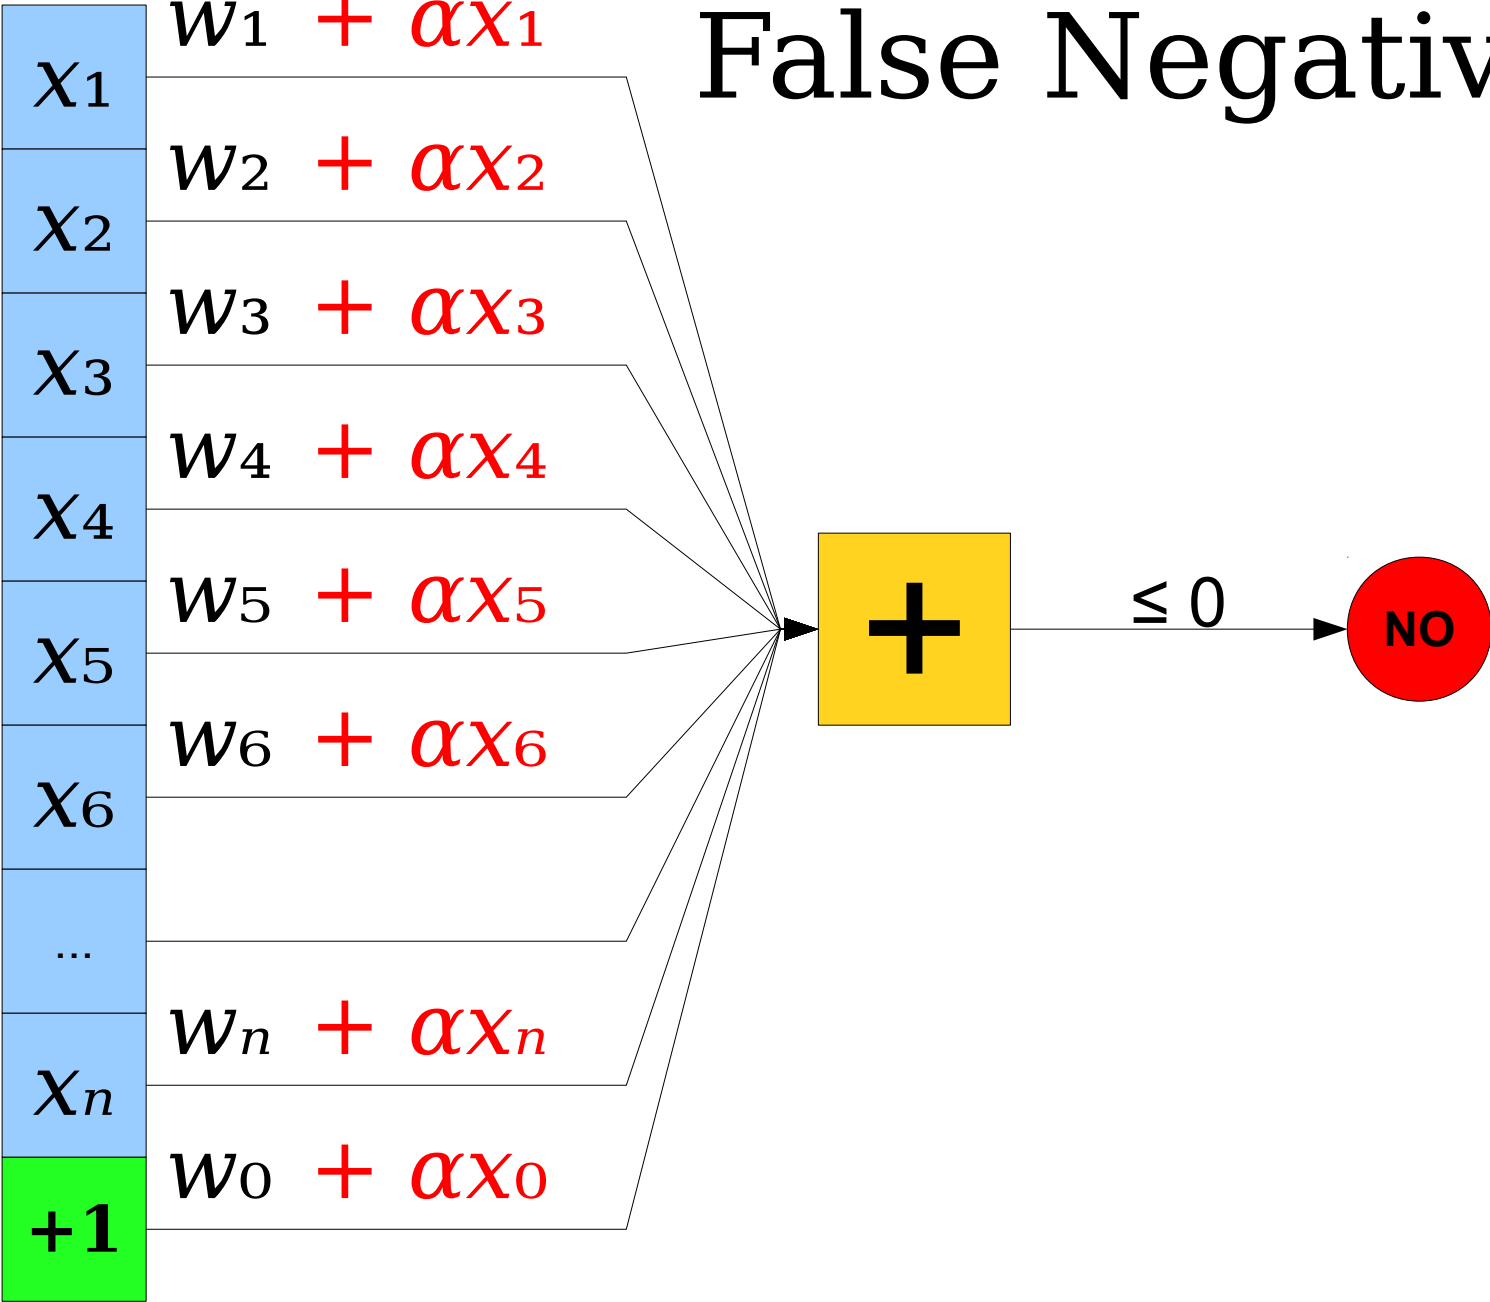 w₁ + αx₁
False Negativ
x₁
w₂ + αx₂
x₂
w₃ + αx₃
x₃
w₄ + αx₄
x₄
w₅ + αx₅
+
≤ 0
NO
x₅
w₆ + αx₆
x₆
...
wₙ + αxₙ
xₙ
w₀ + αx₀
+1